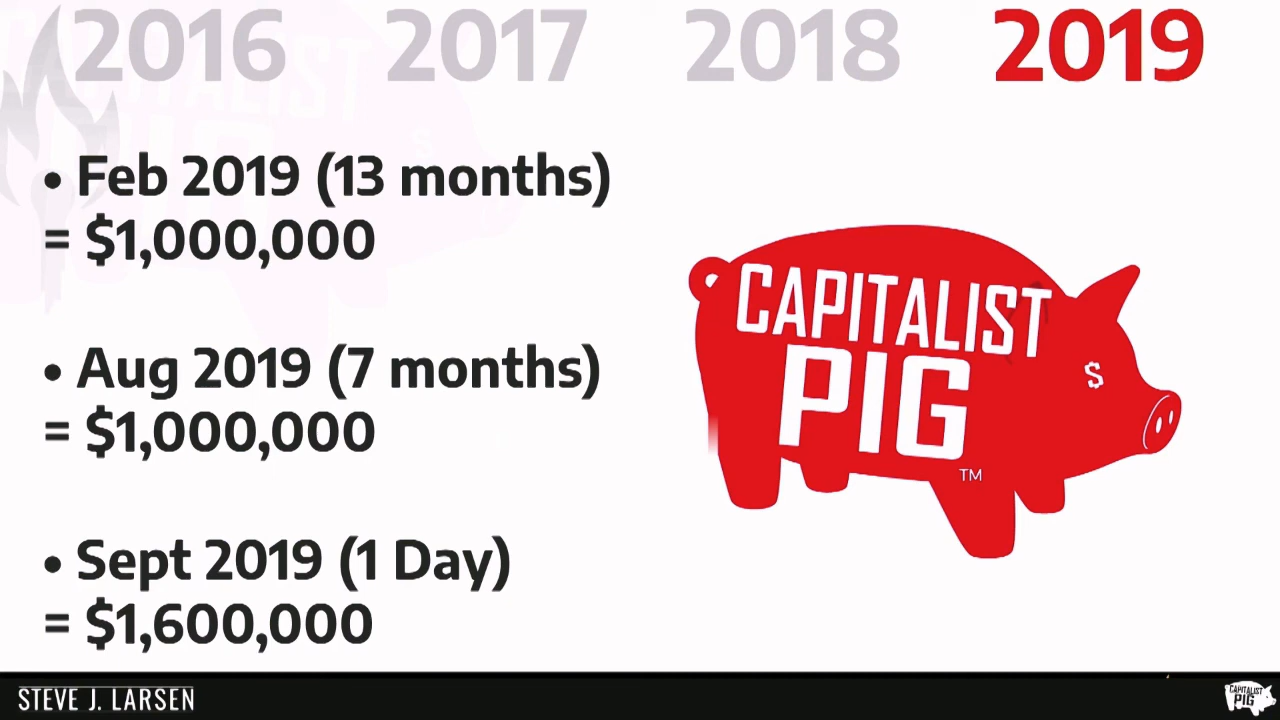 2016 2017 2018 2019
• Feb 2019 (13 months)
= $1,000,000
• Aug 2019 (7 months)
= $1,000,000
• Sept 2019 (1 Day)
= $1,600,000
CAPITALIST
PIG
$
TM
STEVE J. LARSEN
CAPITALIST
PIG